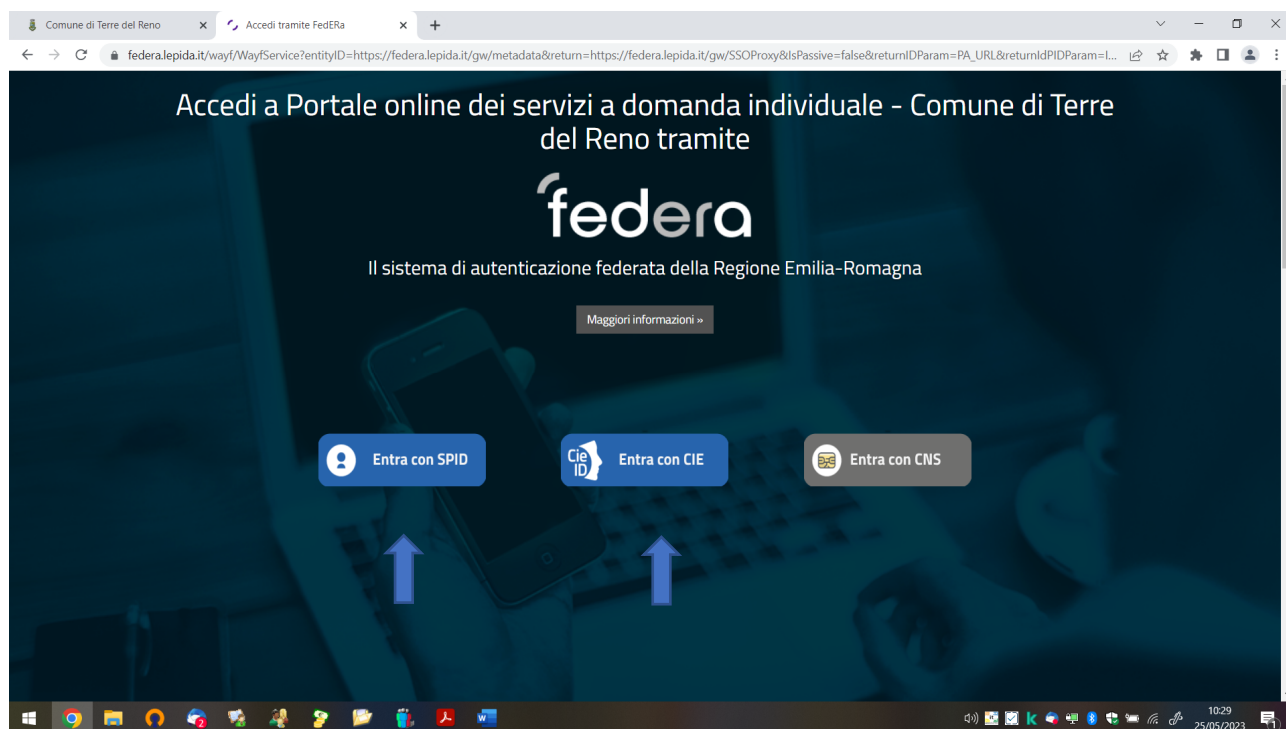 Comune di Terre del Reno
Accedi tramite FedERa
federa.lepida.it/wayf/WayfService?entityID=https://federa.lepida.it/gw/metadata&return=https://federa.lepida.it/gw/SSOProxy&IsPassive=false&returnIDParam=PA_URL&returnIdPIDParam=I...
Accedi a Portale online dei servizi a domanda individuale - Comune di Terre
del Reno tramite
federa
Il sistema di autenticazione federata della Regione Emilia-Romagna
Maggiori informazioni »
Entra con SPID
Cie
ID
Entra con CIE
Entra con CNS
10:29
25/05/2023